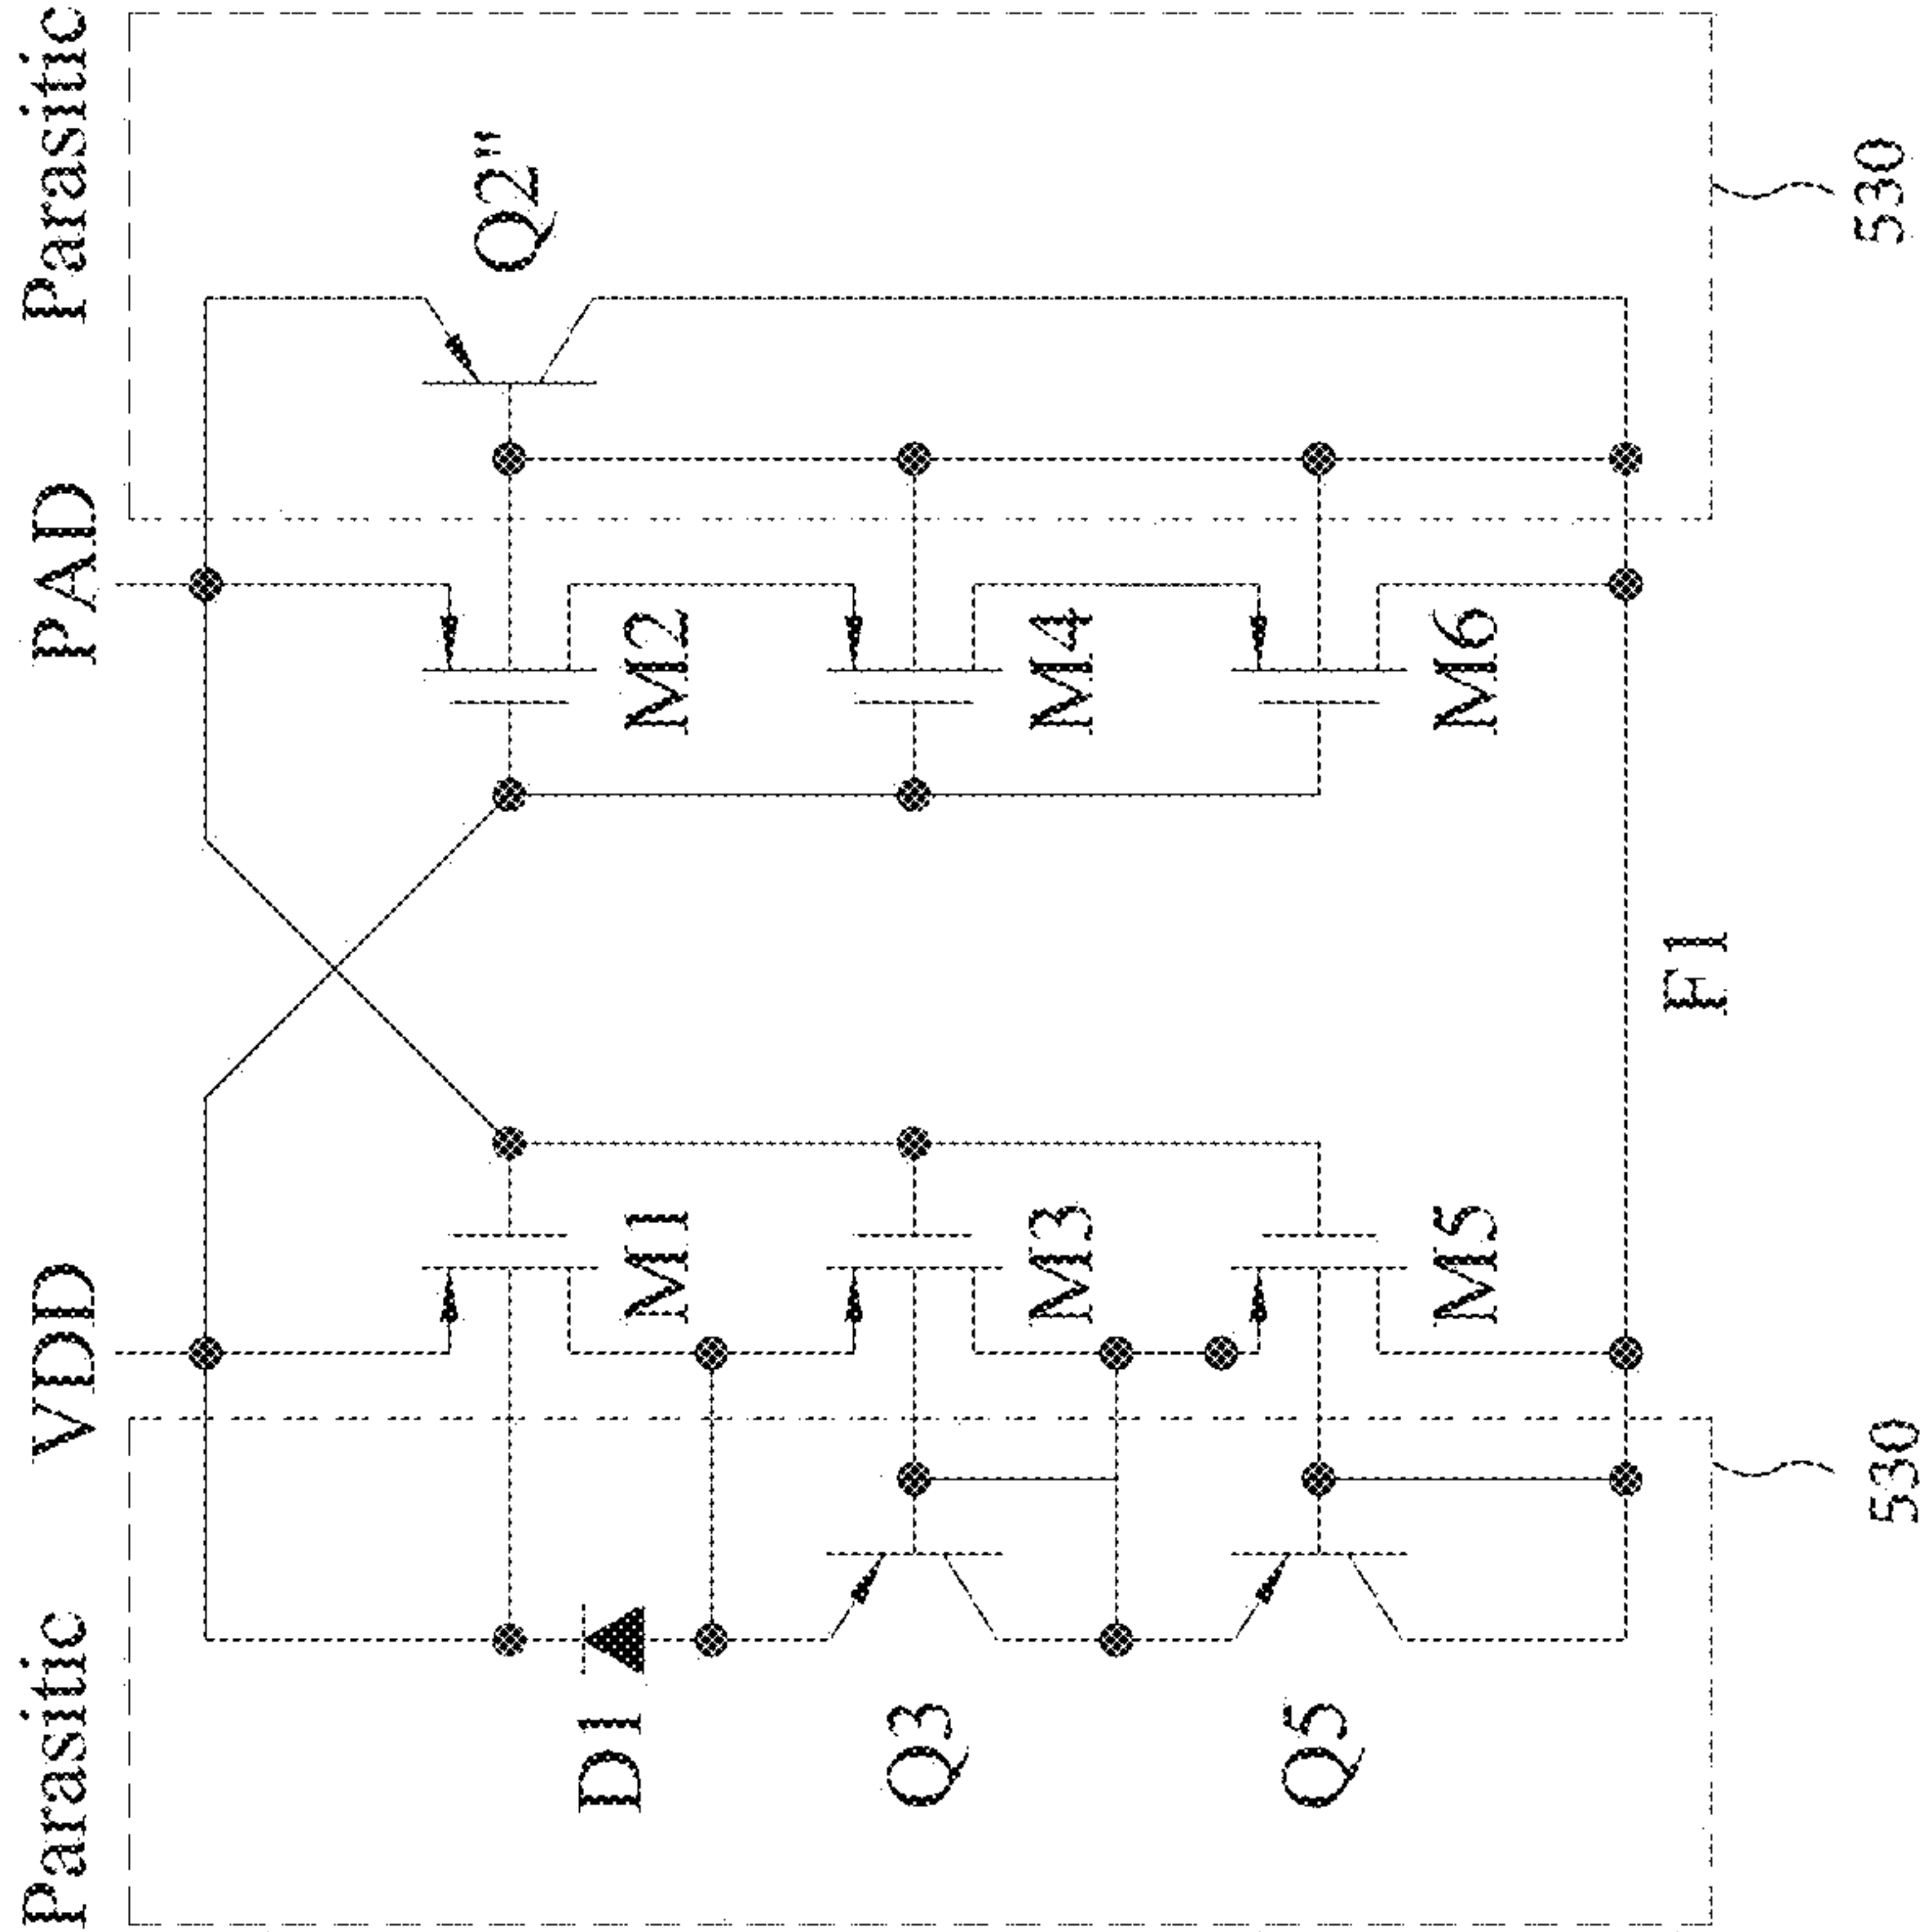 Parasitic
VDD
PAD
Parasitic
Q2"
D1
M1
M2
Q3
M3
M4
Q5
M5
M6
F1
530
530